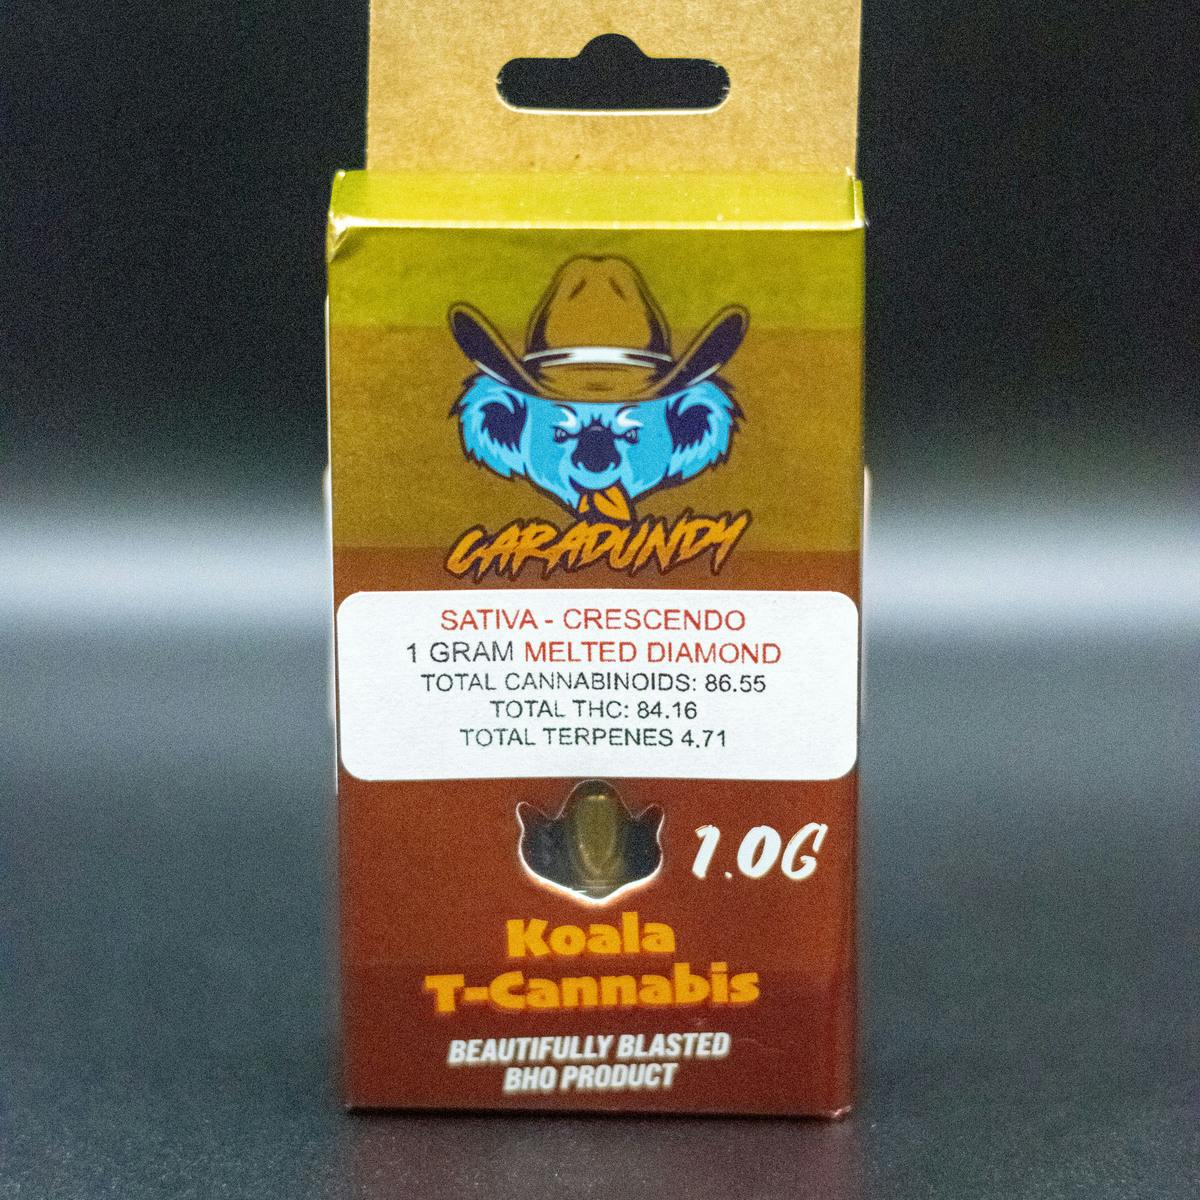 CARADUNDY
SATIVA - CRESCENDO
1 GRAM MELTED DIAMOND
TOTAL CANNABINOIDS: 86.55
TOTAL THC: 84.16
TOTAL TERPENES 4.71
1.0G
Koala
T-Cannabis
BEAUTIFULLY BLASTED
BHO PRODUCT